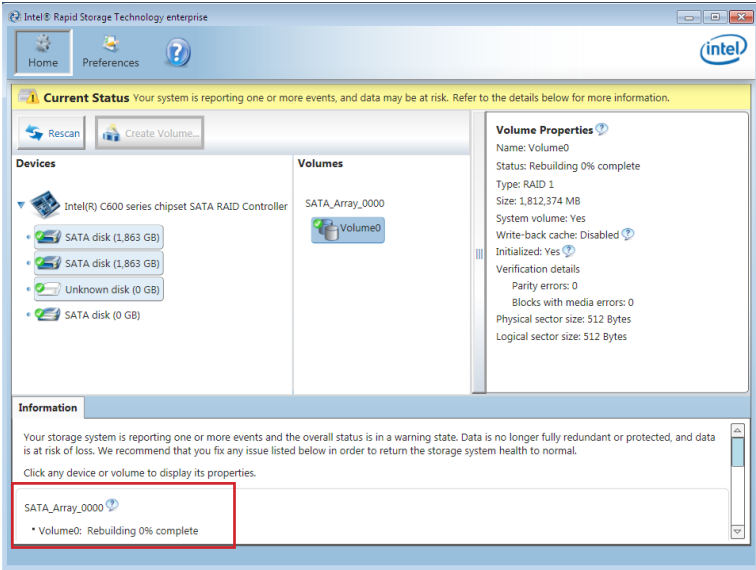 Intel® Rapid Storage Technology enterprise
Home
Preferences
?
intel
Current Status Your system is reporting one or more events, and data may be at risk. Refer to the details below for more information.
Rescan
Create Volume...
Devices
Intel(R) C600 series chipset SATA RAID Controller
SATA disk (1,863 GB)
SATA disk (1,863 GB)
Unknown disk (0 GB)
SATA disk (0 GB)
Volumes
SATA_Array_0000
Volume0
Volume Properties ?
Name: Volume0
Status: Rebuilding 0% complete
Type: RAID 1
Size: 1,812,374 MB
System volume: Yes
Write-back cache: Disabled ?
Initialized: Yes ?
Verification details
Parity errors: 0
Blocks with media errors: 0
Physical sector size: 512 Bytes
Logical sector size: 512 Bytes
Information
Your storage system is reporting one or more events and the overall status is in a warning state. Data is no longer fully redundant or protected, and data
is at risk of loss. We recommend that you fix any issue listed below in order to return the storage system health to normal.
Click any device or volume to display its properties.
SATA_Array_0000 ?
• Volume0: Rebuilding 0% complete